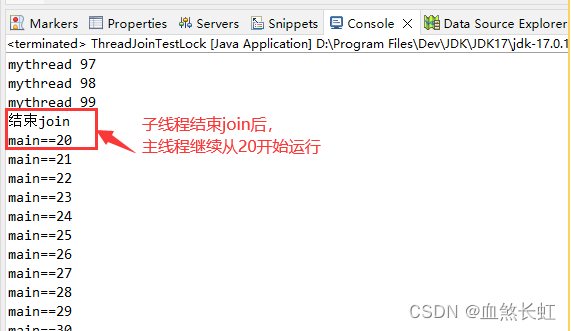 Markers Properties Servers Snippets Console Data Source Explorer
<terminated> ThreadJoinTestLock [Java Application] D:\Program Files\Dev\JDK\JDK17\jdk-17.0.1
mythread 97
mythread 98
mythread 99
结束join
子线程结束join后，
main==20
主线程继续从20开始运行
main==21
main==22
main==23
main==24
main==25
main==26
main==27
main==28
main==29
main==30
CSDN @血煞长虹